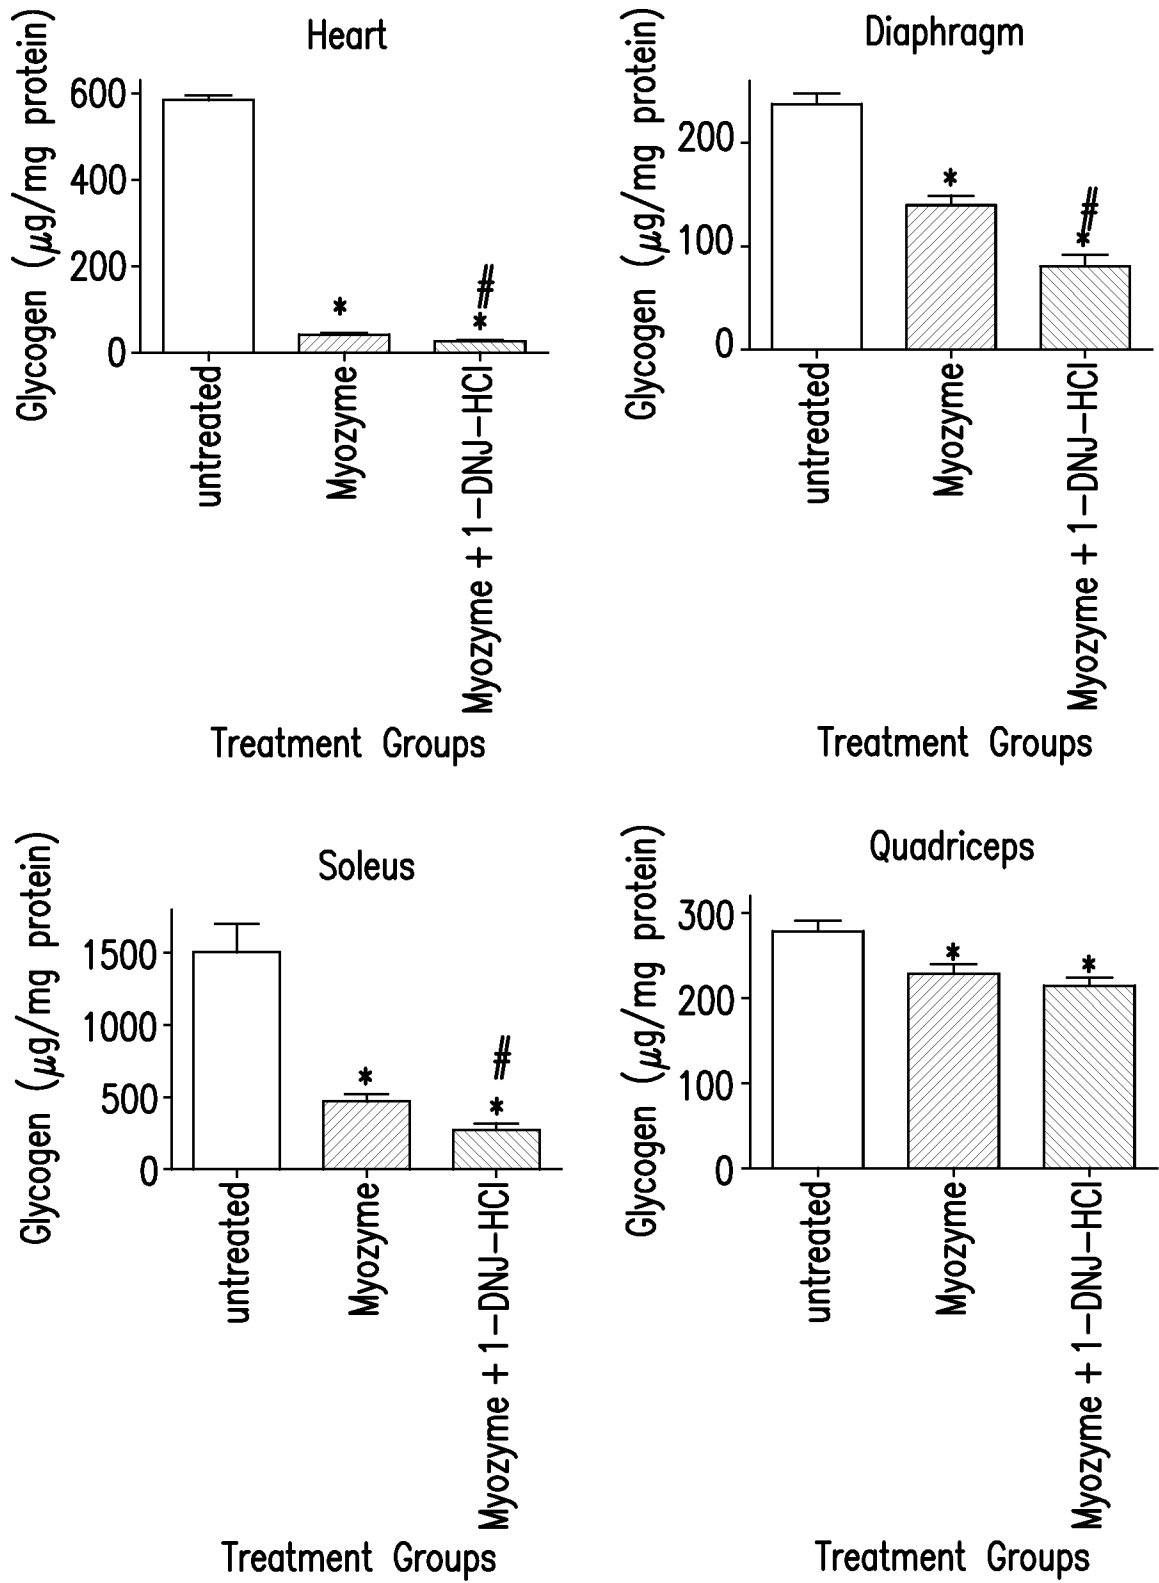 Heart
Glycogen (μg/mg protein)
600
400
200
0
*
#
*
untreated
Myozyme
Myozyme + 1-DNJ-HCl
Treatment Groups
Diaphragm
Glycogen (μg/mg protein)
200
100
0
*
#
*
untreated
Myozyme
Myozyme + 1-DNJ-HCl
Treatment Groups
Soleus
Glycogen (μg/mg protein)
1500
1000
500
0
*
#
*
untreated
Myozyme
Myozyme + 1-DNJ-HCl
Treatment Groups
Quadriceps
Glycogen (μg/mg protein)
300
200
100
0
*
*
untreated
Myozyme
Myozyme + 1-DNJ-HCl
Treatment Groups